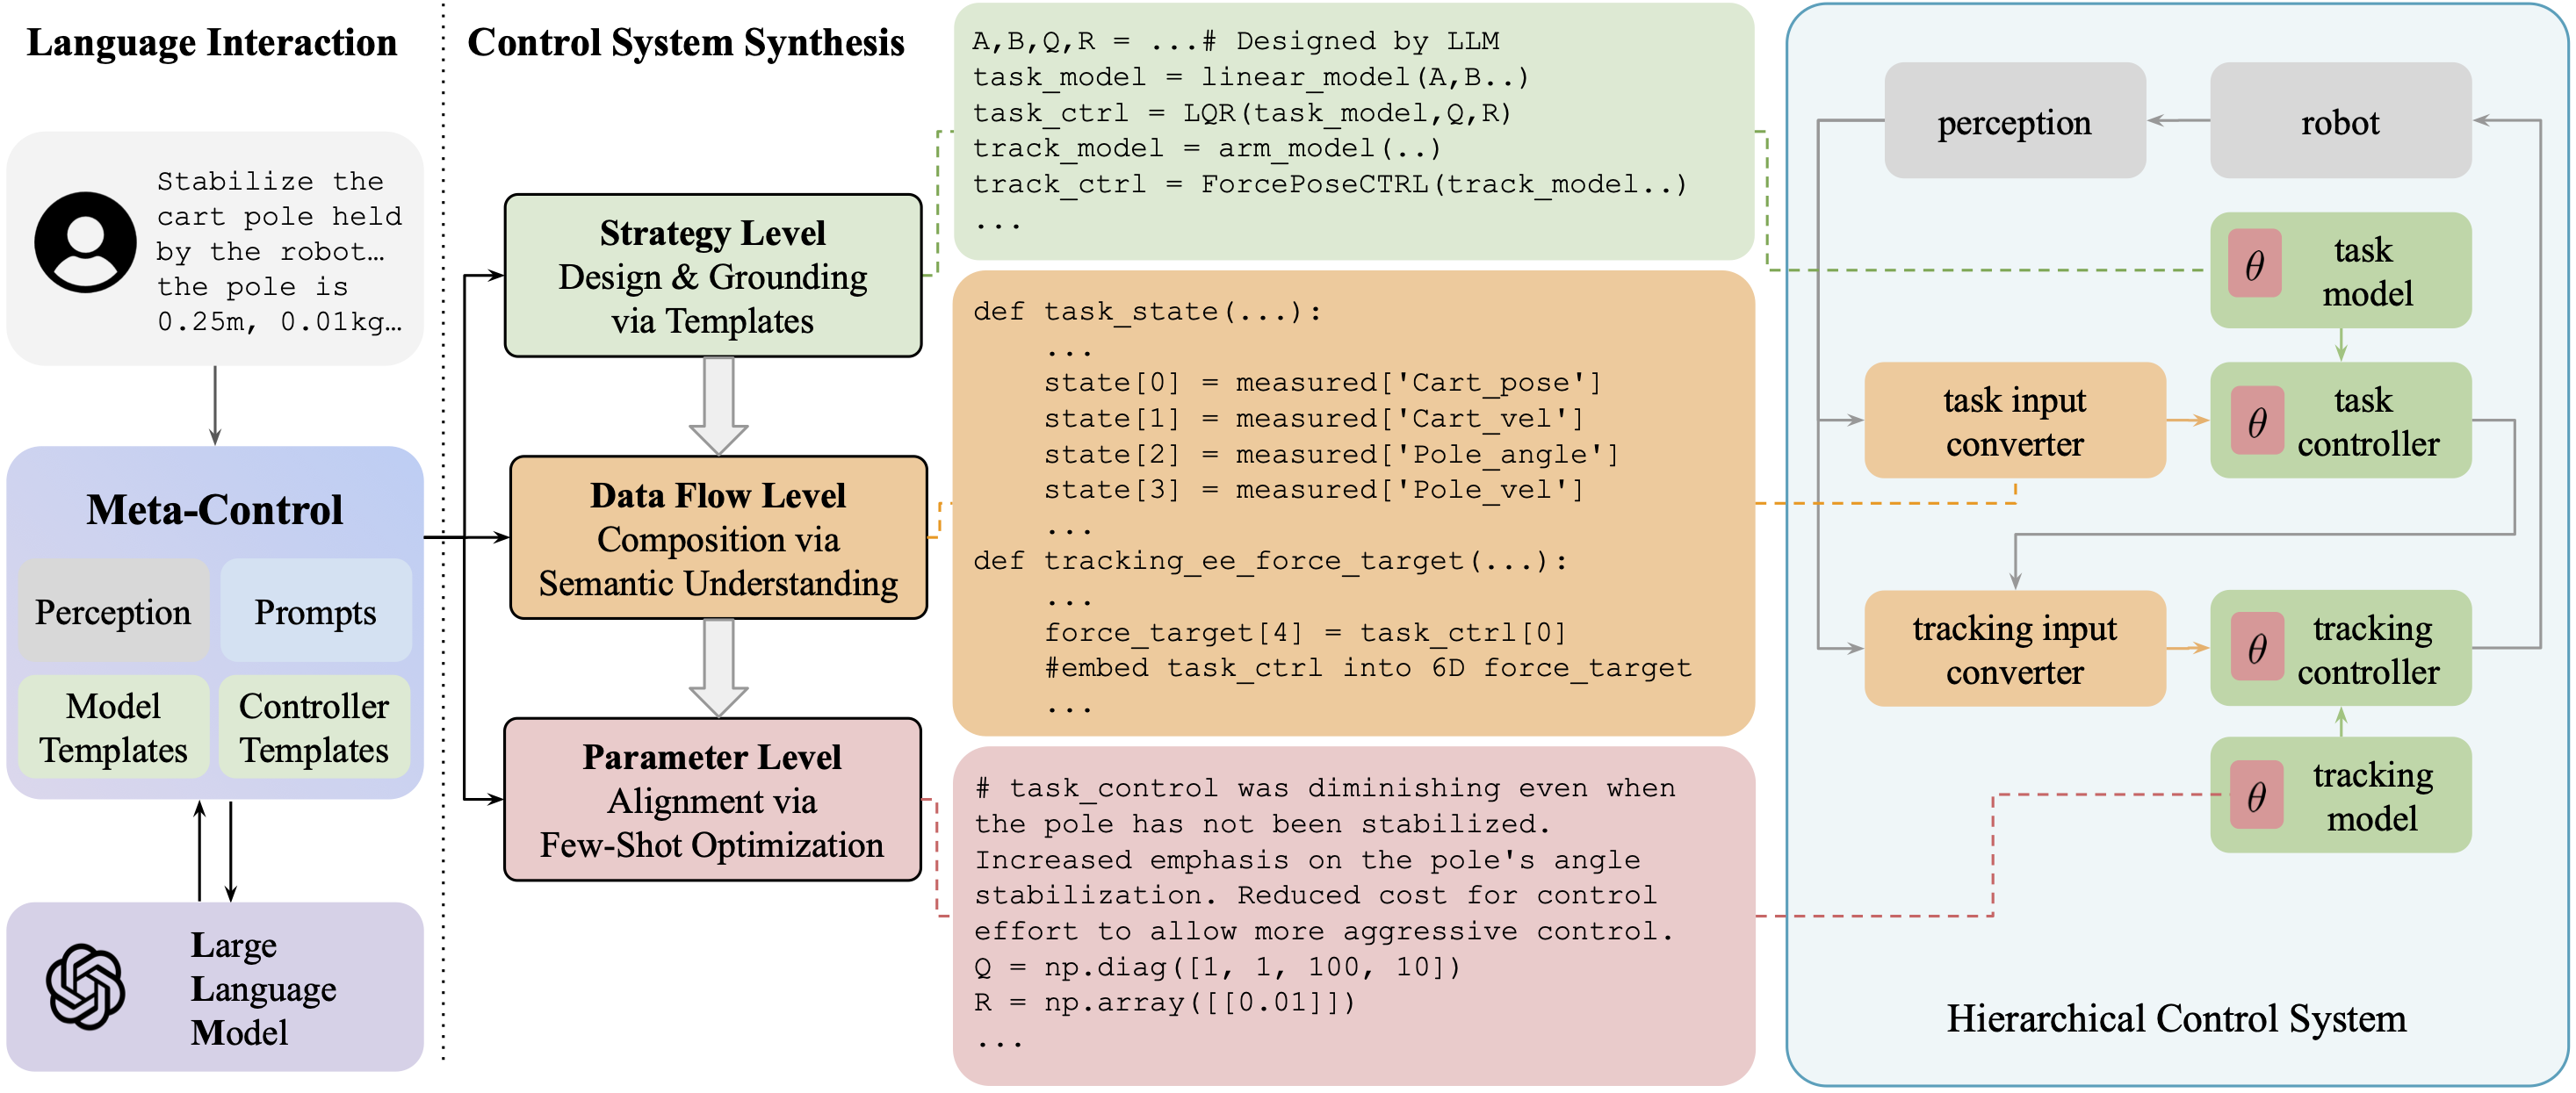 Language Interaction
Stabilize the
cart pole held
by the robot…
the pole is
0.25m, 0.01kg…
Meta-Control
Perception
Prompts
Model
Templates
Controller
Templates
Large
Language
Model
Control System Synthesis
Strategy Level
Design & Grounding
via Templates
Data Flow Level
Composition via
Semantic Understanding
Parameter Level
Alignment via
Few-Shot Optimization
A,B,Q,R = ...# Designed by LLM
task_model = linear_model(A,B..)
task_ctrl = LQR(task_model,Q,R)
track_model = arm_model(..)
track_ctrl = ForcePoseCTRL(track_model..)
...
def task_state(...):
...
state[0] = measured['Cart_pose']
state[1] = measured['Cart_vel']
state[2] = measured['Pole_angle']
state[3] = measured['Pole_vel']
...
def tracking_ee_force_target(...):
...
force_target[4] = task_ctrl[0]
#embed task_ctrl into 6D force_target
...
# task_control was diminishing even when
the pole has not been stabilized.
Increased emphasis on the pole's angle
stabilization. Reduced cost for control
effort to allow more aggressive control.
Q = np.diag([1, 1, 100, 10])
R = np.array([[0.01]])
...
perception
robot
θ
task
model
task input
converter
θ
task
controller
tracking input
converter
θ
tracking
controller
θ
tracking
model
Hierarchical Control System